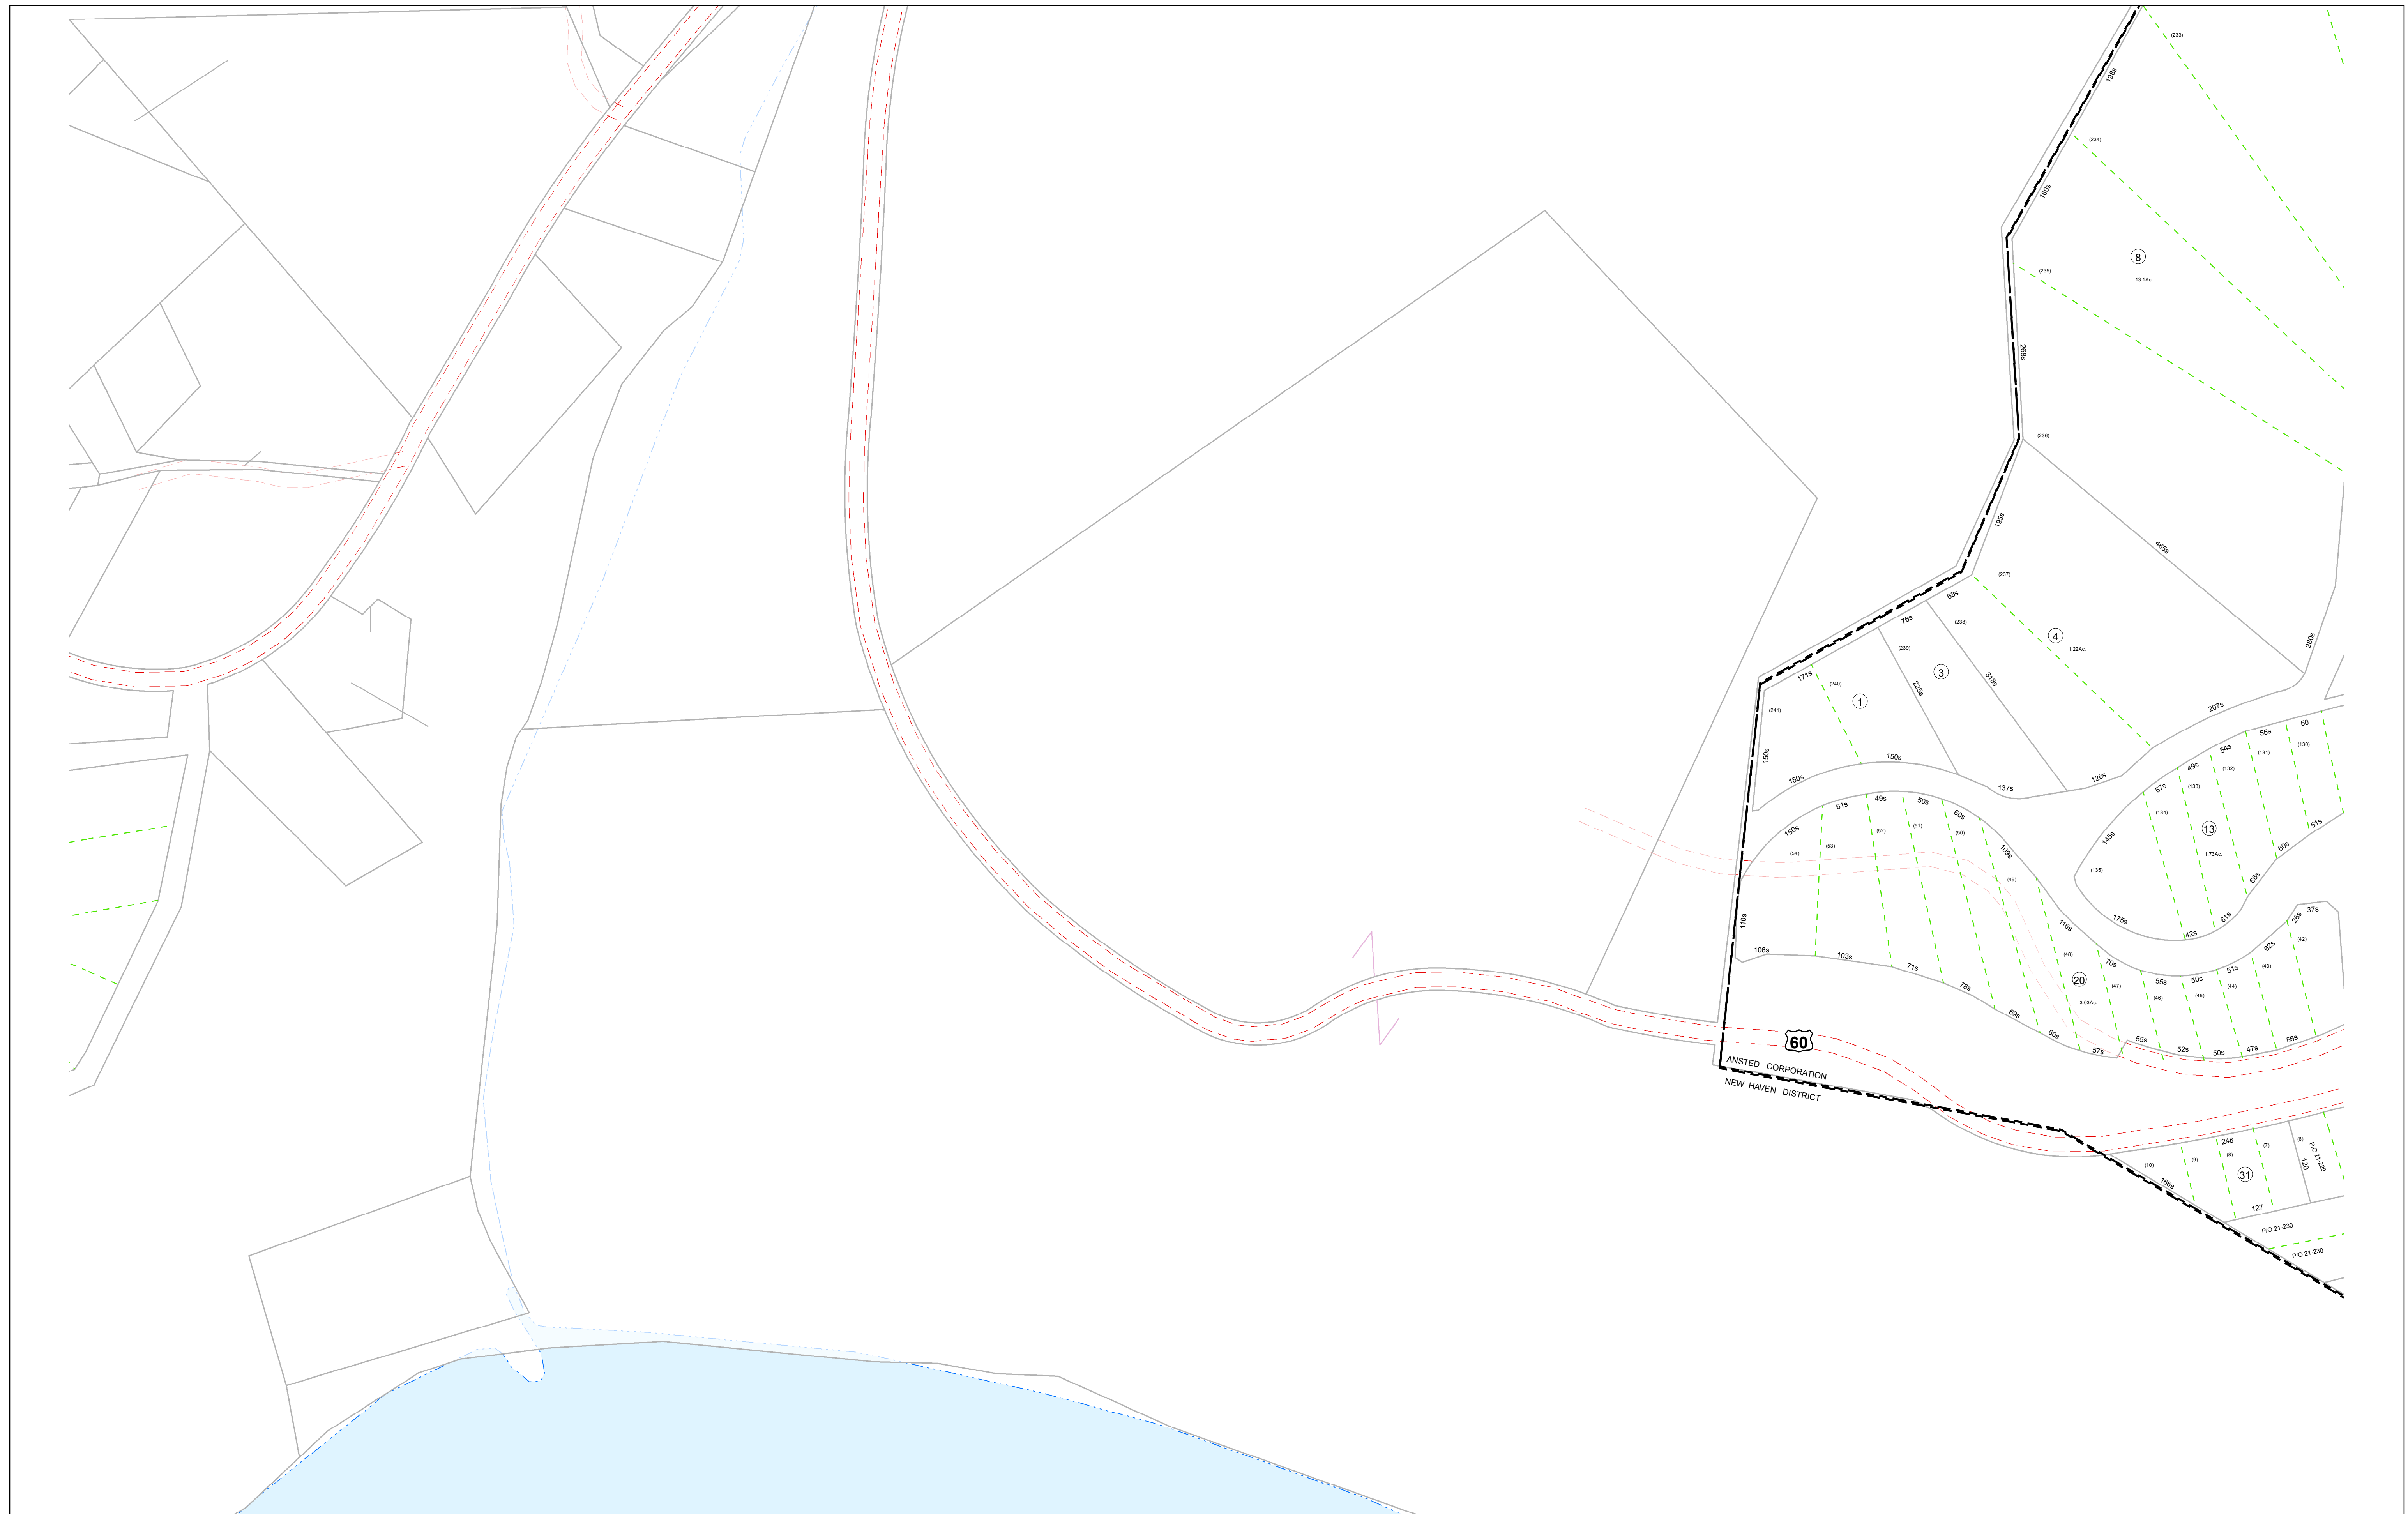 (233)
198s
(234)
160s
8
13.1Ac.
(235)
268s
(236)
195s
465s
(237)
68s
76s
(238)
4
1.22Ac.
280s
(239)
3
171s
(240)
225s
318s
1
(241)
207s
50
55s
54s
(130)
(131)
150s
150s
150s
49s
(132)
126s
137s
57s
(133)
61s
49s
50s
60s
(134)
13
51s
150s
(52)
(51)
(50)
145s
60s
(53)
(54)
109s
1.73Ac.
(135)
(49)
66s
110s
175s
61s
28s
37s
116s
42s
(42)
106s
103s
(48)
70s
62s
71s
20
(47)
55s
50s
51s
(43)
78s
3.03Ac.
(46)
(45)
(44)
69s
60s
57s
55s
52s
50s
47s
56s
60
ANSTED CORPORATION
NEW HAVEN DISTRICT
248
(10)
(9)
(8)
(7)
(6)
P/O 21-229
120
31
166s
127
P/O 21-230
P/O 21-230